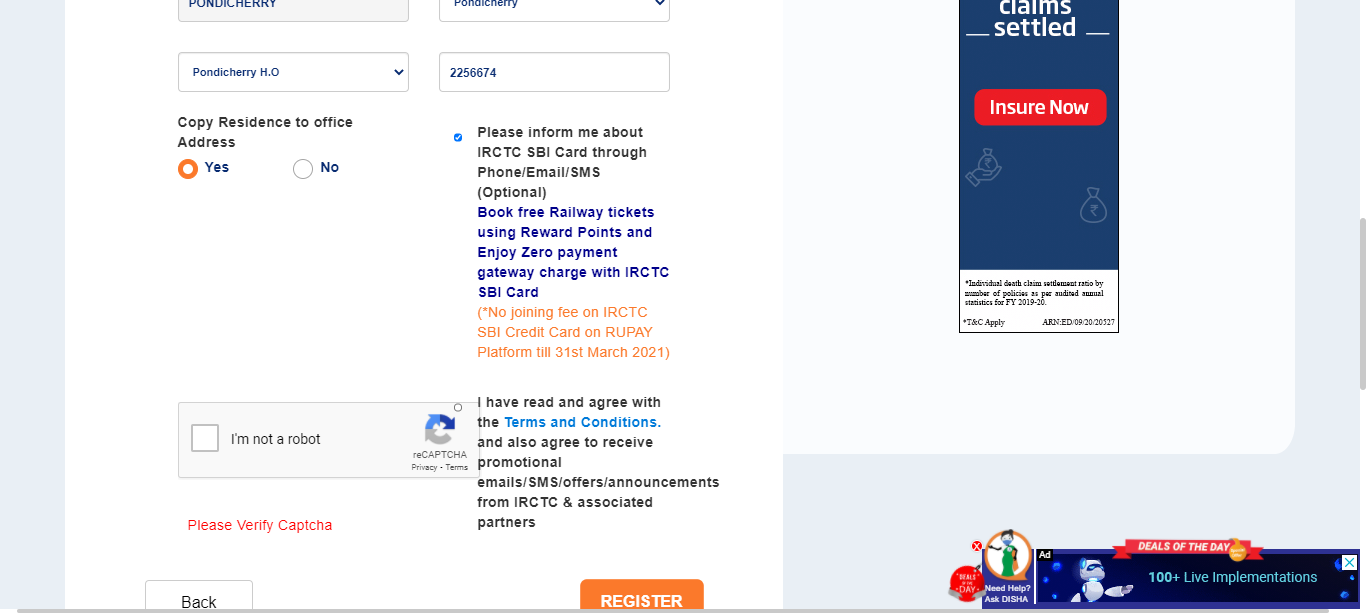 PONDICHERRY
Pondicherry
Pondicherry H.O
2256674
Copy Residence to office
Address
Yes
No
Please inform me about
IRCTC SBI Card through
Phone/Email/SMS
(Optional)
Book free Railway tickets
using Reward Points and
Enjoy Zero payment
gateway charge with IRCTC
SBI Card
(*No joining fee on IRCTC
SBI Credit Card on RUPAY
Platform till 31st March 2021)
I'm not a robot
reCAPTCHA
Privacy - Terms
I have read and agree with
the Terms and Conditions.
and also agree to receive
promotional
emails/SMS/offers/announcements
from IRCTC & associated
partners
Please Verify Captcha
Back
REGISTER
claims
settled
Insure Now
*Individual death claim settlement ratio by
number of policies as per audited annual
statistics for FY 2019-20.
*T&C Apply ARN:ED/09/20/20527
DEALS OF THE DAY
DEALS
OF THE
DAY
Need Help?
Ask DISHA
Ad
100+ Live Implementations